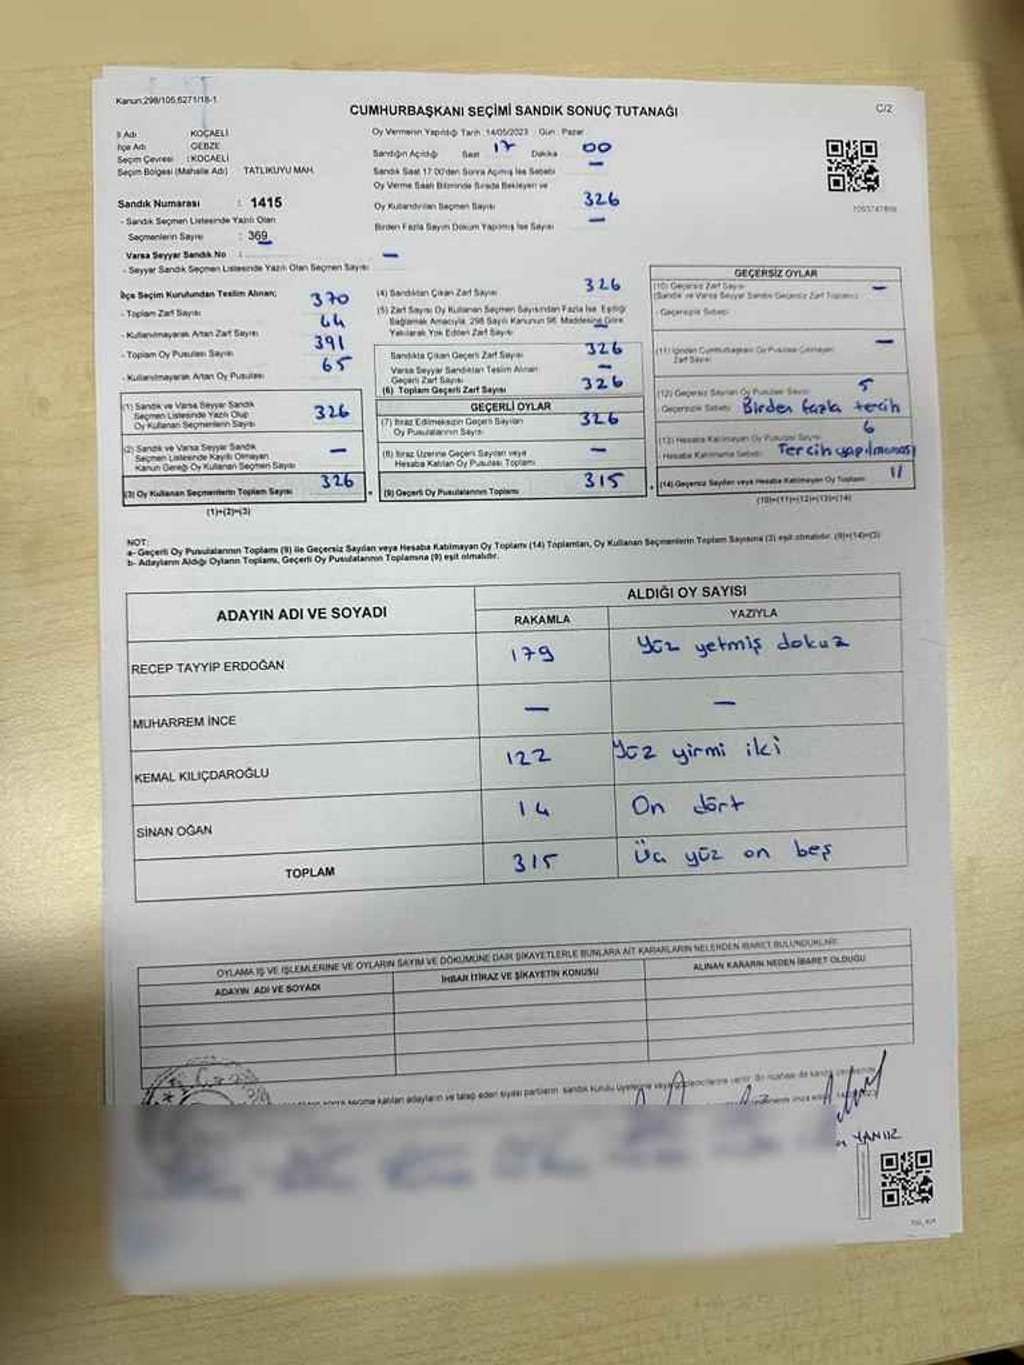 Kanun:298/105,6271/18-1
CUMHURBAŞKANI SEÇİMİ SANDIK SONUÇ TUTANAĞI
C/2
İl Adı KOCAELİ
İlçe Adı GEBZE
Seçim Çevresi : KOCAELİ
Seçim Bölgesi (Mahalle Adı) TATLIKUYU MAH.
Oy Vermenin Yapıldığı Tarih :14/05/2023 Gün : Pazar
Sandığın Açıldığı Saat 17 Dakika 00
Sandık Saat 17:00'den Sonra Açılmış İse Sebebi –
Oy Verme Saati Bitiminde Sırada Bekleyen ve
Oy Kullandırılan Seçmen Sayısı 326
Birden Fazla Sayım Döküm Yapılmış İse Sayısı –
Sandık Numarası : 1415
- Sandık Seçmen Listesinde Yazılı Olan
Seçmenlerin Sayısı : 369
Varsa Seyyar Sandık No : –
- Seyyar Sandık Seçmen Listesinde Yazılı Olan Seçmen Sayısı:
İlçe Seçim Kurulundan Teslim Alınan;
- Toplam Zarf Sayısı 370
- Kullanılmayarak Artan Zarf Sayısı 44
- Toplam Oy Pusulası Sayısı 391
- Kullanılmayarak Artan Oy Pusulası 65
(1) Sandık ve Varsa Seyyar Sandık
Seçmen Listesinde Yazılı Olup
Oy Kullanan Seçmenlerin Sayısı 326
(2) Sandık ve Varsa Seyyar Sandık
Seçmen Listesinde Kayıtlı Olmayan
Kanun Gereği Oy Kullanan Seçmen Sayısı –
(3) Oy Kullanan Seçmenlerin Toplam Sayısı 326
(1)+(2)=(3)
(4) Sandıktan Çıkan Zarf Sayısı 326
(5) Zarf Sayısı Oy Kullanan Seçmen Sayısından Fazla İse, Eşitliği
Sağlamak Amacıyla, 298 Sayılı Kanunun 98. Maddesine Göre
Yakılarak Yok Edilen Zarf Sayısı –
Sandıkta Çıkan Geçerli Zarf Sayısı 326
Varsa Seyyar Sandıktan Teslim Alınan
Geçerli Zarf Sayısı –
(6) Toplam Geçerli Zarf Sayısı 326
GEÇERLİ OYLAR
(7) İtiraz Edilmeksizin Geçerli Sayılan
Oy Pusulalarının Sayısı 326
(8) İtiraz Üzerine Geçerli Sayılan veya
Hesaba Katılan Oy Pusulası Toplamı –
(9) Geçerli Oy Pusulalarının Toplamı 315
GEÇERSİZ OYLAR
(10) Geçersiz Zarf Sayısı –
(Sandık ve Varsa Seyyar Sandık Geçersiz Zarf Toplamı)
- Geçersizlik Sebebi:
(11) İçinden Cumhurbaşkanı Oy Pusulası Çıkmayan
Zarf Sayısı –
(12) Geçersiz Sayılan Oy Pusulası Sayısı 5
Geçersizlik Sebebi Birden fazla tercih
(13) Hesaba Katılmayan Oy Pusulası Sayısı 6
- Hesaba Katılmama Sebebi: Tercih yapılmaması
(14) Geçersiz Sayılan veya Hesaba Katılmayan Oy Toplamı 11
(10)+(11)+(12)+(13)=(14)
NOT:
a- Geçerli Oy Pusulalarının Toplamı (9) ile Geçersiz Sayılan veya Hesaba Katılmayan Oy Toplamı (14) Toplamları, Oy Kullanan Seçmenlerin Toplam Sayısına (3) eşit olmalıdır. (9)+(14)=(3)
b- Adayların Aldığı Oyların Toplamı, Geçerli Oy Pusulalarının Toplamına (9) eşit olmalıdır.
ADAYIN ADI VE SOYADI ALDIĞI OY SAYISI
RAKAMLA YAZIYLA
RECEP TAYYİP ERDOĞAN 179 Yüz yetmiş dokuz
MUHARREM İNCE – –
KEMAL KILIÇDAROĞLU 122 Yüz yirmi iki
SİNAN OĞAN 14 On dört
TOPLAM 315 Üç yüz on beş
OYLAMA İŞ VE İŞLEMLERİNE VE OYLARIN SAYIM VE DÖKÜMÜNE DAİR ŞİKAYETLERLE BUNLARA AİT KARARLARIN NELERDEN İBARET BULUNDUKLARI
ADAYIN ADI VE SOYADI İHBAR İTİRAZ VE ŞİKAYETİN KONUSU ALINAN KARARIN NEDEN İBARET OLDUĞU
seçime katılan adayların ve talep eden siyasi partilerin sandık kurulu üyelerine veya